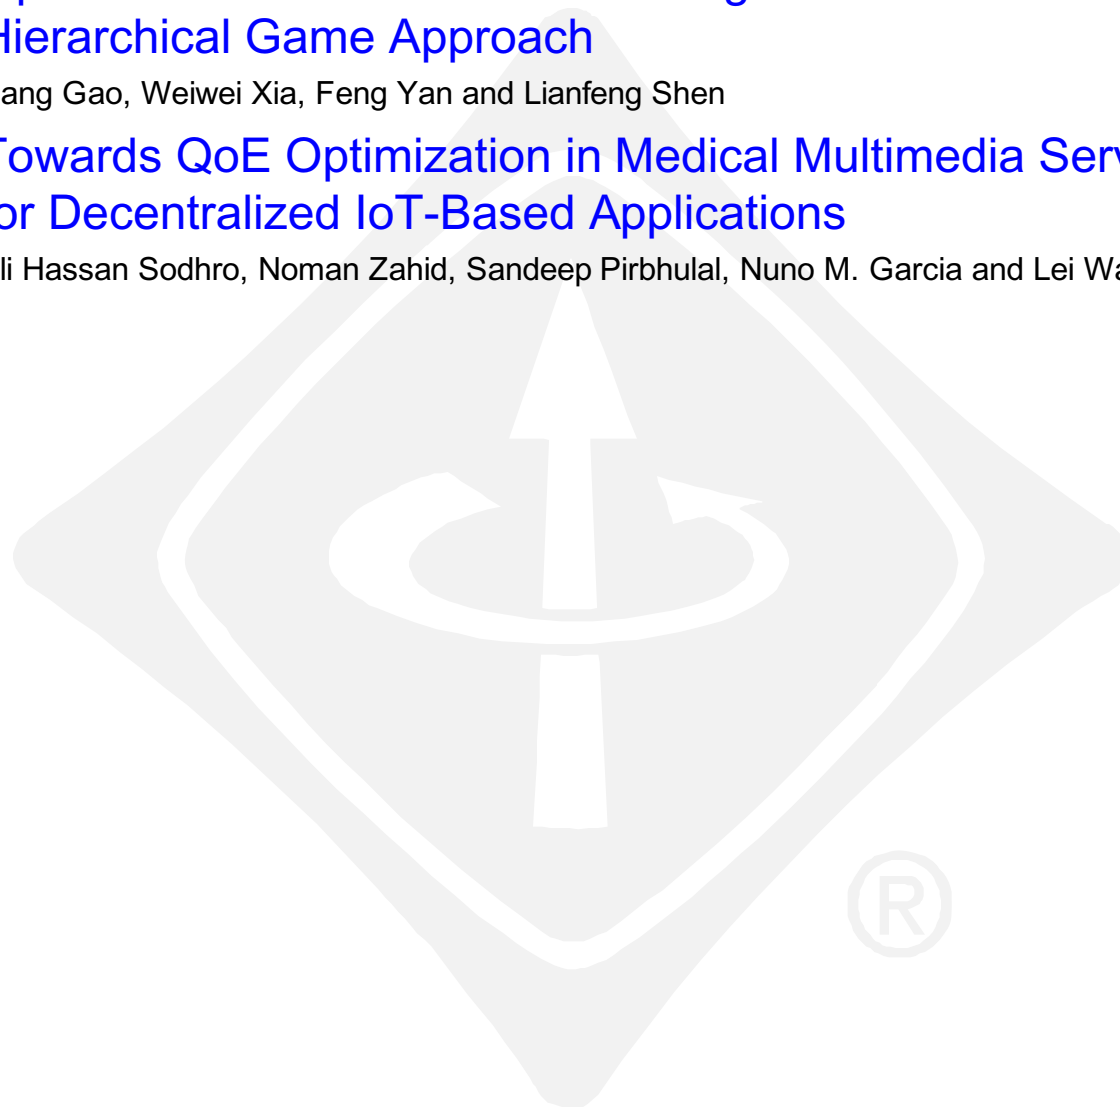 Hierarchical Game Approach
ang Gao, Weiwei Xia, Feng Yan and Lianfeng Shen
Towards QoE Optimization in Medical Multimedia Serv
or Decentralized IoT-Based Applications
li Hassan Sodhro, Noman Zahid, Sandeep Pirbhulal, Nuno M. Garcia and Lei Wa
®